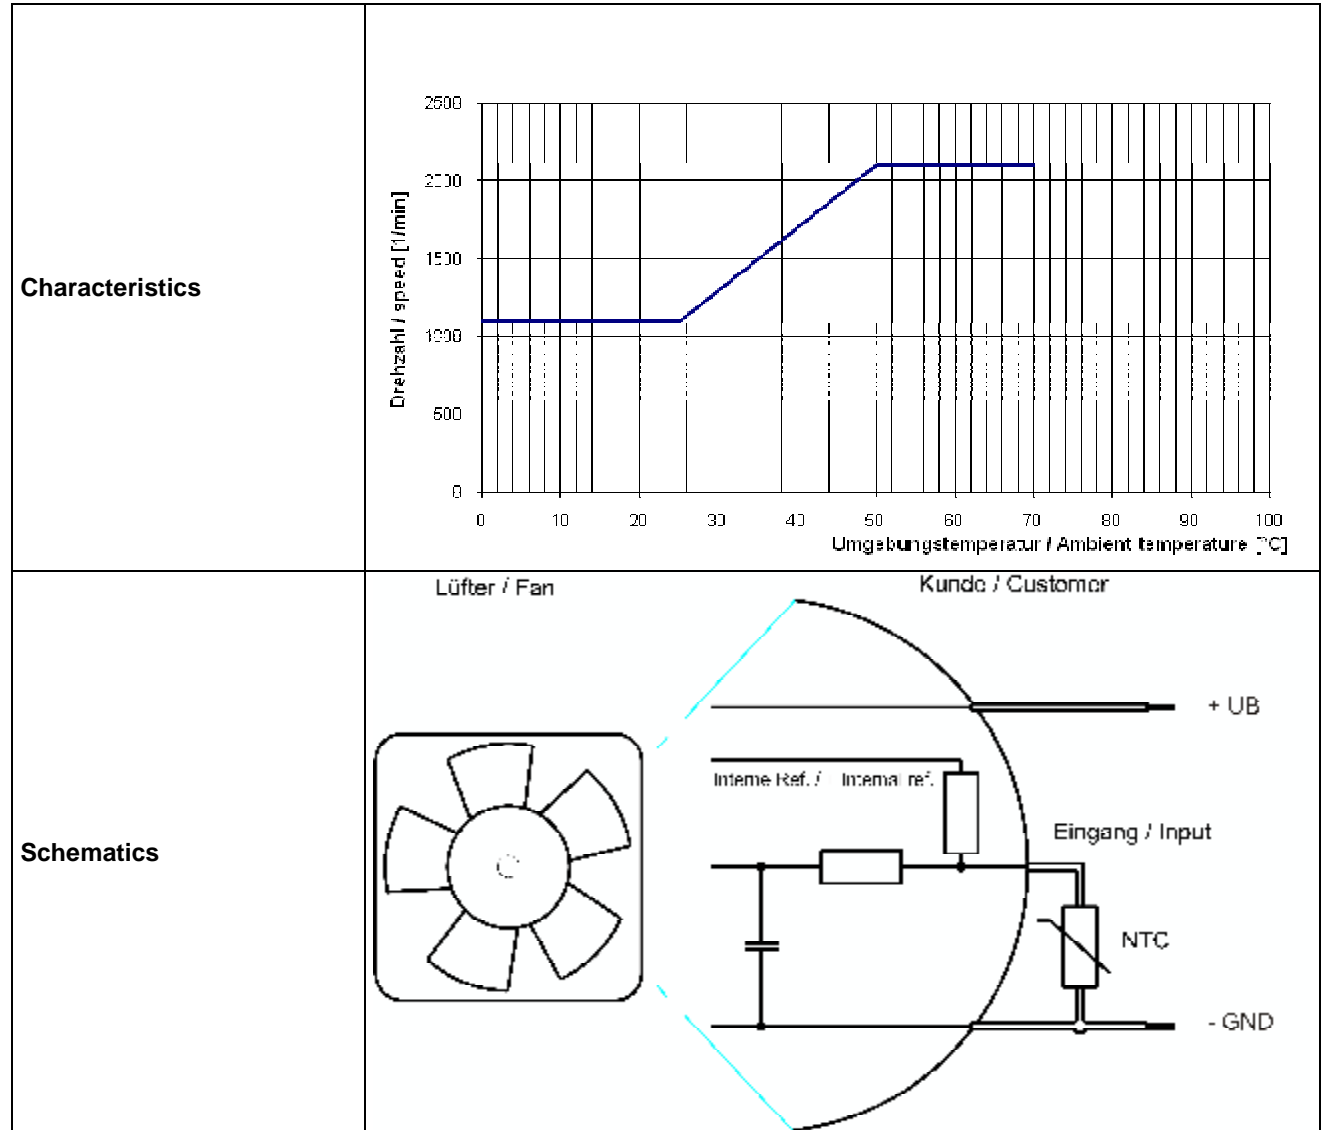 Characteristics
2500
2000
1500
1000
500
0
Drehzahl / speed [1/min]
0 10 20 30 40 50 60 70 80 90 100
Umgebungstemperatur / Ambient temperature [°C]
Schematics
Lüfter / Fan
Kunde / Customer
+ UB
Interne Ref. / Internal ref.
Eingang / Input
NTC
- GND